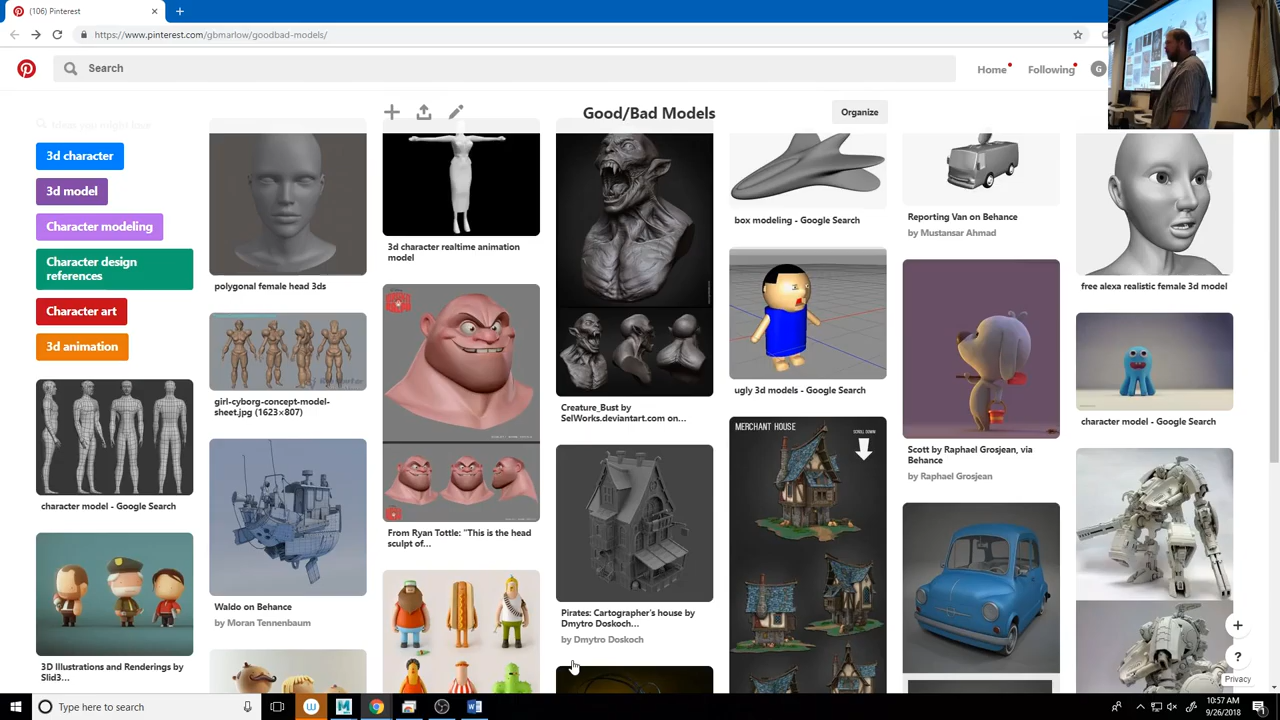 (106) Pinterest
https://www.pinterest.com/gbmarlow/goodbad-models/
Search
Home
Following
G
Good/Bad Models
Organize
Ideas you might love
3d character
3d model
Character modeling
Character design
references
Character art
3d animation
character model - Google Search
3D Illustrations and Renderings by
Slid3...
polygonal female head 3ds
girl-cyborg-concept-model-
sheet.jpg (1623×807)
Waldo on Behance
by Moran Tennenbaum
3d character realtime animation
model
From Ryan Tottle: "This is the head
sculpt of...
Creature_Bust by
SelWorks.deviantart.com on...
Pirates: Cartographer's house by
Dmytro Doskoch...
by Dmytro Doskoch
box modeling - Google Search
ugly 3d models - Google Search
MERCHANT HOUSE
SCROLL DOWN
Reporting Van on Behance
by Mustansar Ahmad
Scott by Raphael Grosjean, via
Behance
by Raphael Grosjean
free alexa realistic female 3d model
character model - Google Search
+
?
Privacy
Type here to search
10:57 AM
9/26/2018